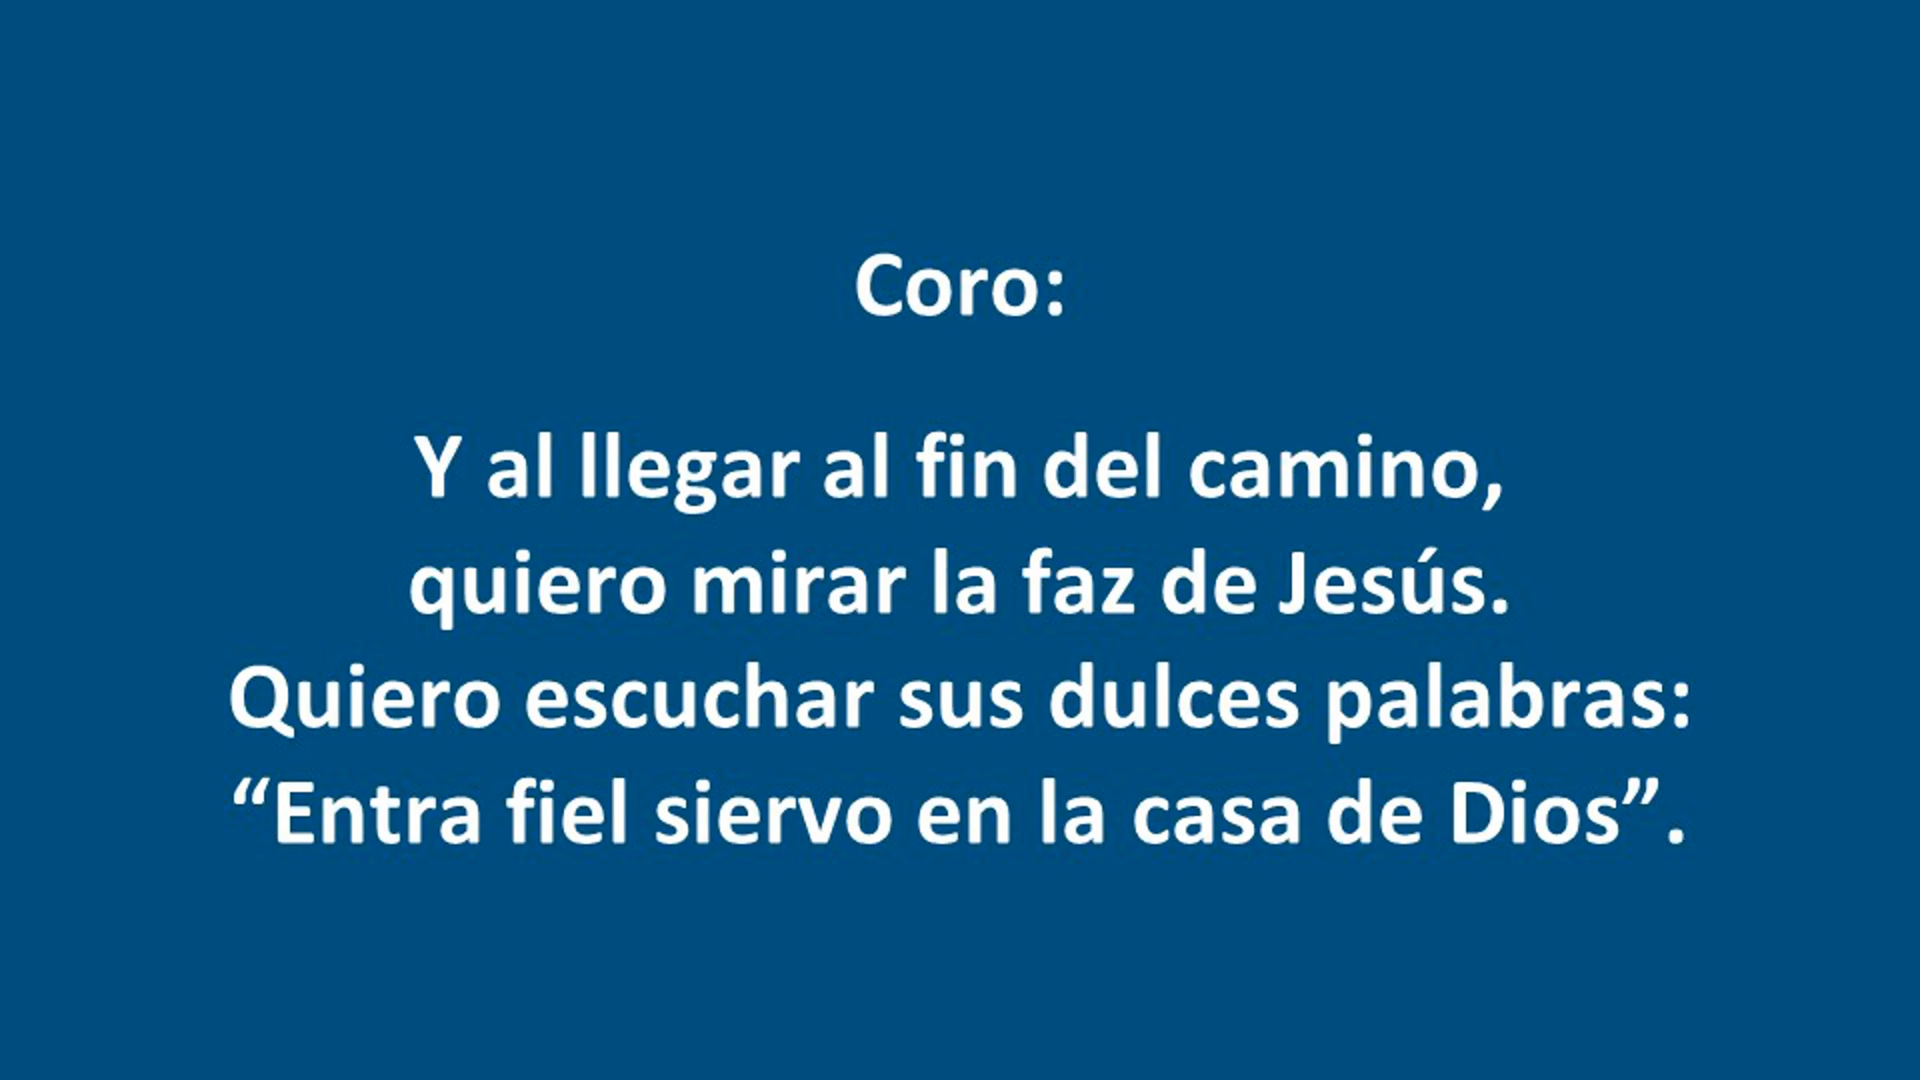 Coro:
Y al llegar al fin del camino,
quiero mirar la faz de Jesús.
Quiero escuchar sus dulces palabras:
“Entra fiel siervo en la casa de Dios”.